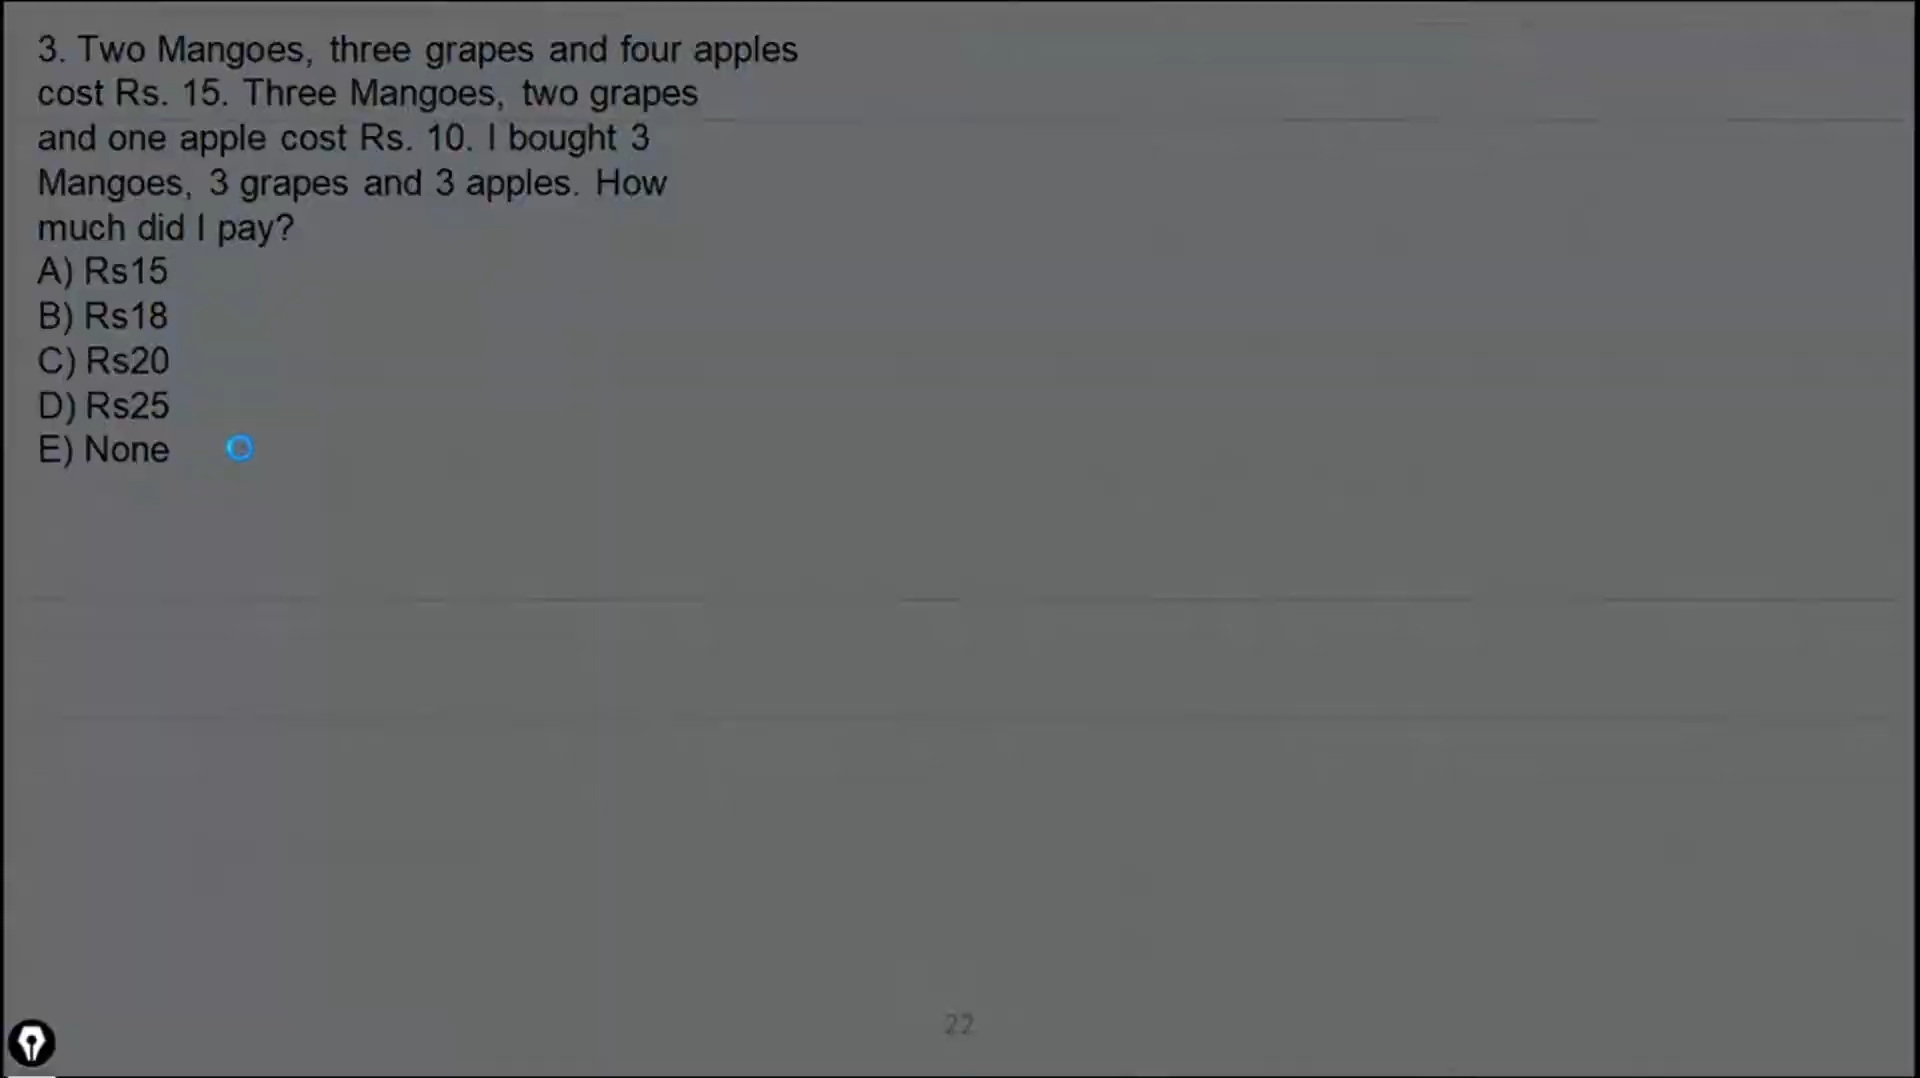 3. Two Mangoes, three grapes and four apples
cost Rs. 15. Three Mangoes, two grapes
and one apple cost Rs. 10. I bought 3
Mangoes, 3 grapes and 3 apples. How
much did I pay?
A) Rs15
B) Rs18
C) Rs20
D) Rs25
E) None
22